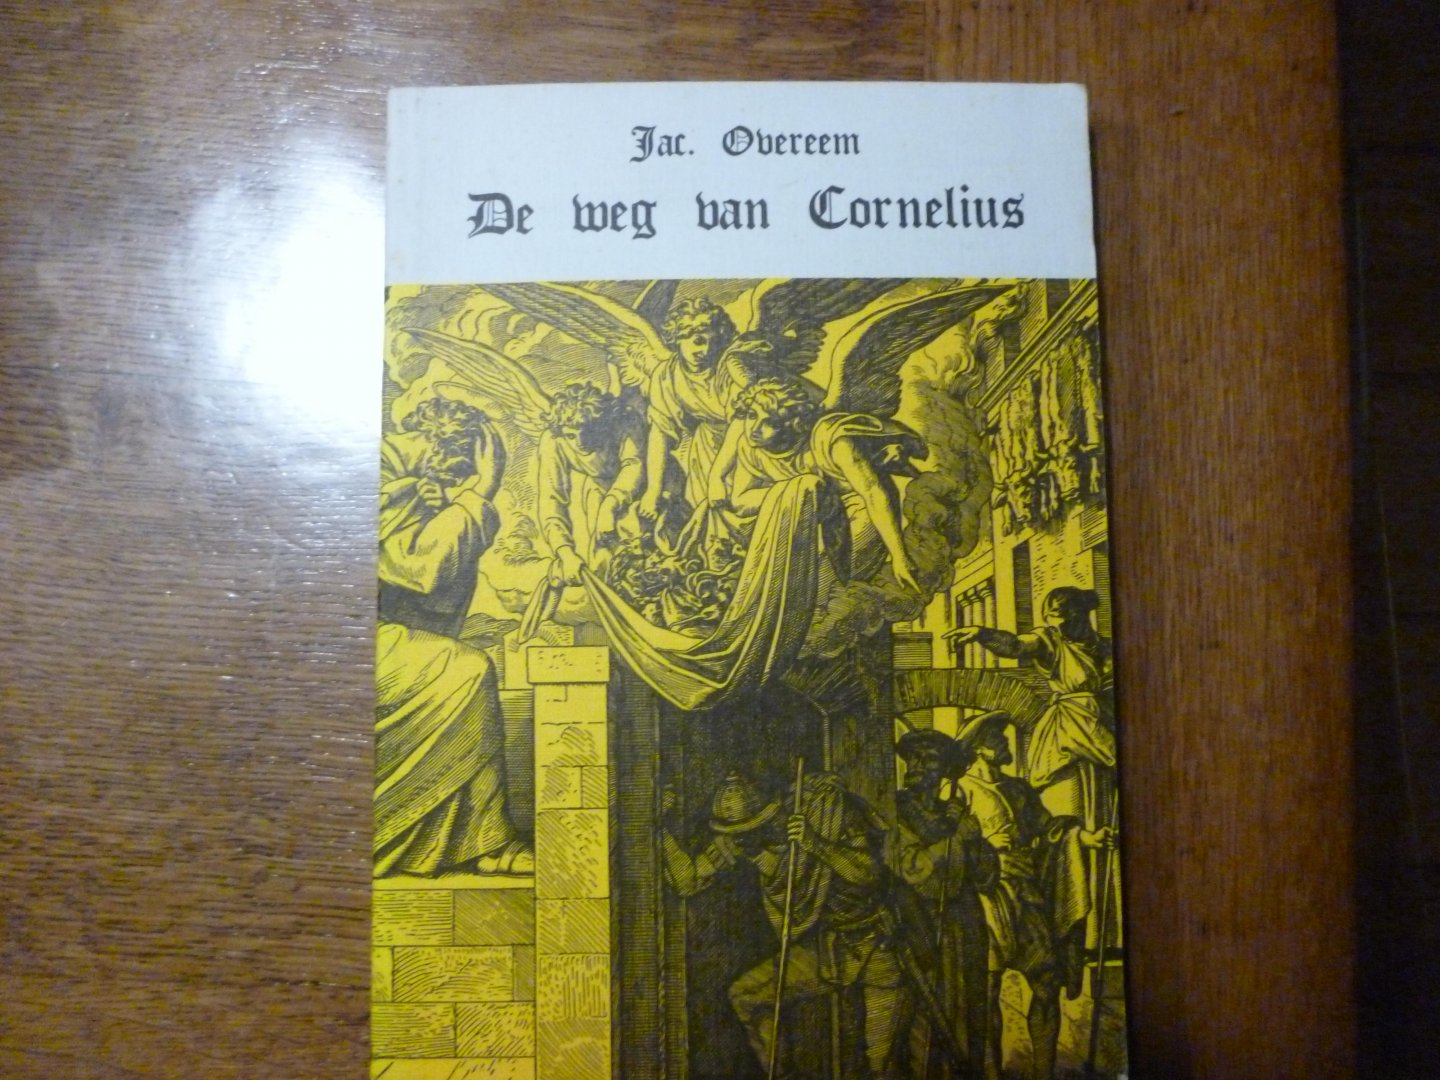 Jac. Overeem
De weg van Cornelius